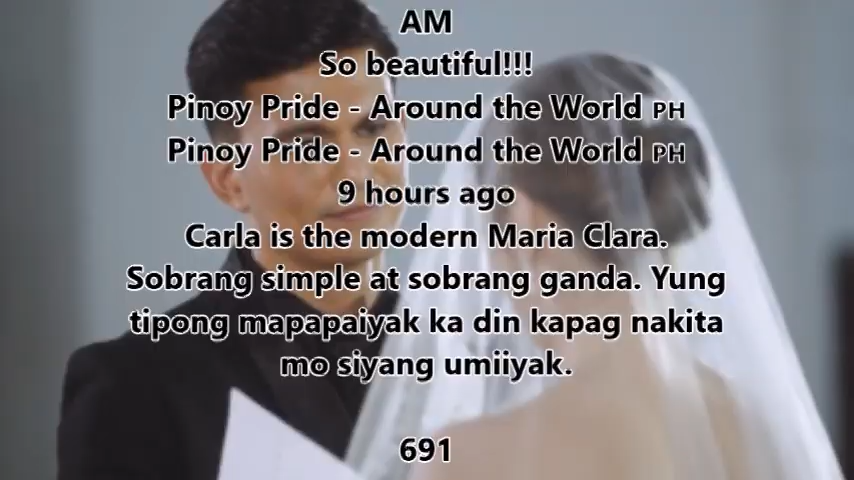 AM
So beautiful!!!
Pinoy Pride - Around the World PH
Pinoy Pride - Around the World PH
9 hours ago
Carla is the modern Maria Clara.
Sobrang simple at sobrang ganda. Yung
tipong mapapaiyak ka din kapag nakita
mo siyang umiiyak.
691